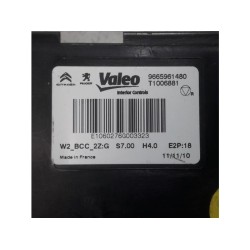 Valeo
Interior Controls
9665961480
T1006881
E10602760003323
W2_BCC_2Z:G S7.00 H4.0 E2P:18
Made in France 11/11/10